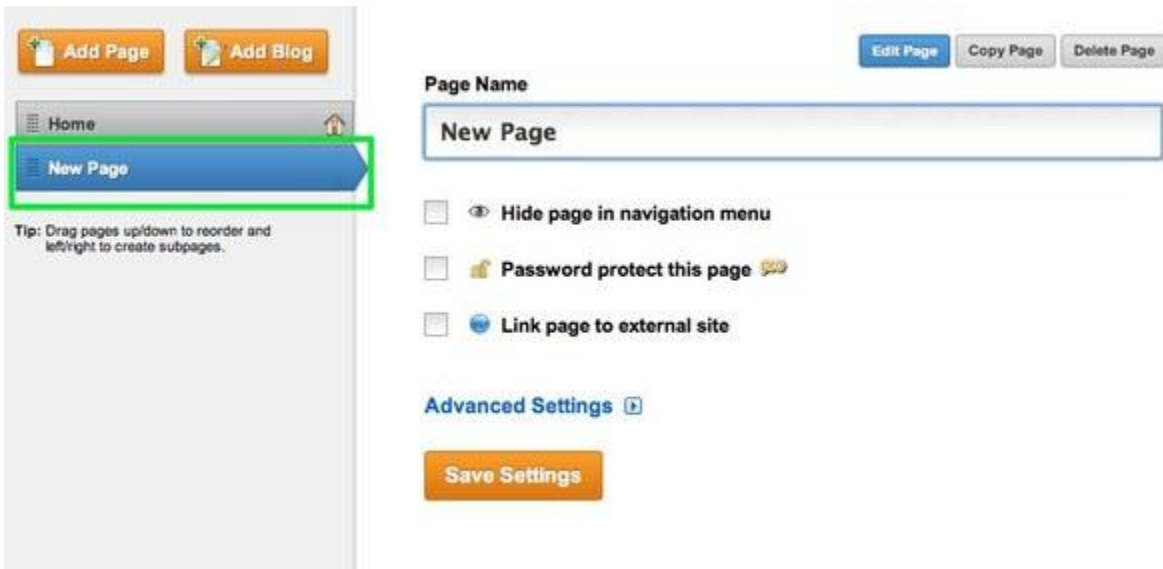 Add Page
Add Blog
Home
New Page
Tip: Drag pages up/down to reorder and
left/right to create subpages.
Edit Page
Copy Page
Delete Page
Page Name
New Page
Hide page in navigation menu
Password protect this page
Link page to external site
Advanced Settings
Save Settings